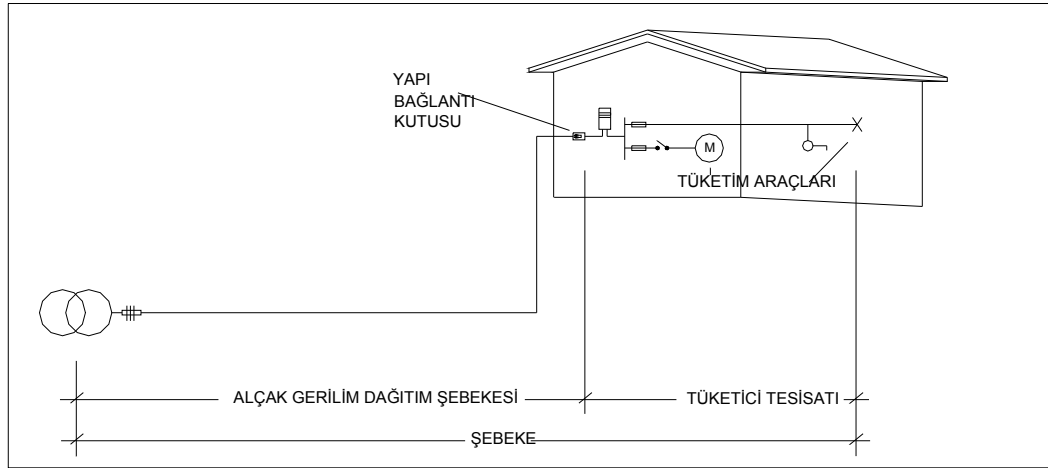 YAPI
BAĞLANTI
KUTUSU
M
TÜKETİM ARAÇLARI
ALÇAK GERİLİM DAĞITIM ŞEBEKESİ
TÜKETİCİ TESİSATI
ŞEBEKE